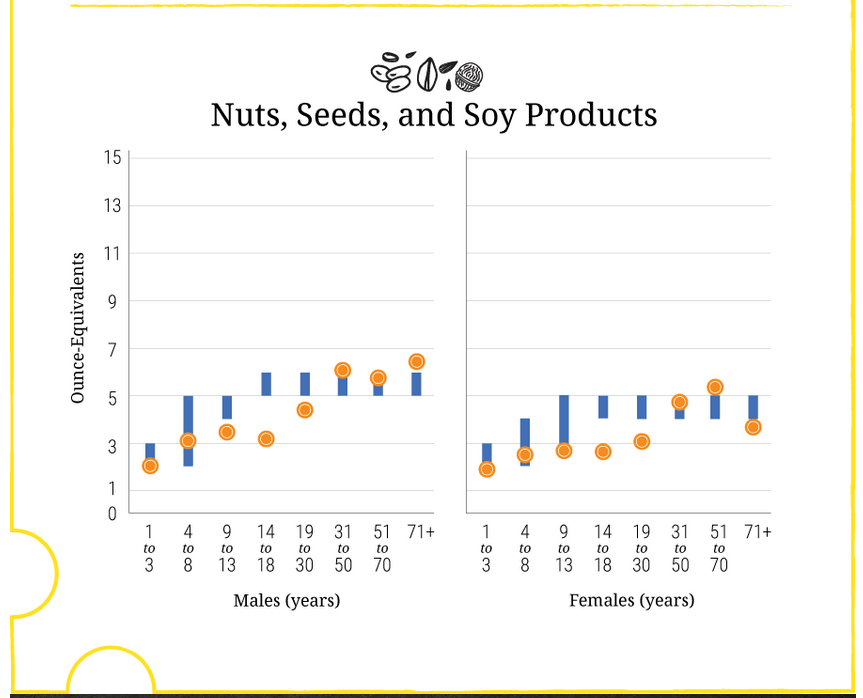 Nuts, Seeds, and Soy Products
Ounce-Equivalents
15
13
11
9
7
5
3
1
0
1 4 9 14 19 31 51 71+
to to to to to to to
3 8 13 18 30 50 70
Males (years)
1 4 9 14 19 31 51 71+
to to to to to to to
3 8 13 18 30 50 70
Females (years)